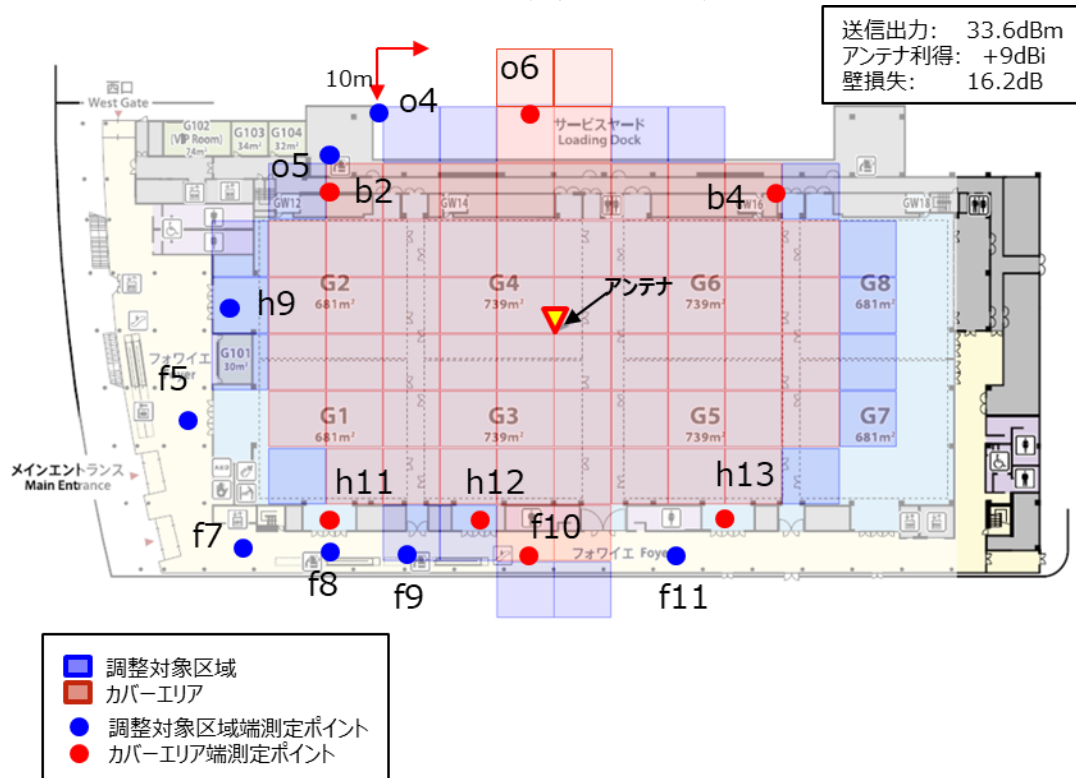 送信出力: 33.6dBm
アンテナ利得: +9dBi
壁損失: 16.2dB
10m
o6
o4
西口
West Gate
サービスヤード
Loading Dock
G102
(VIP Room)
74m²
G103
34m²
G104
32m²
o5
b2
b4
GW12
GW14
GW16
GW18
G2
681m²
G4
739m²
アンテナ
G6
739m²
G8
681m²
h9
G101
30m²
フォワイエ
Foyer
f5
G1
681m²
G3
739m²
G5
739m²
G7
681m²
メインエントランス
Main Entrance
h11
h12
h13
f7
f10
フォワイエ Foyer
f8
f9
f11
調整対象区域
カバーエリア
調整対象区域端測定ポイント
カバーエリア端測定ポイント